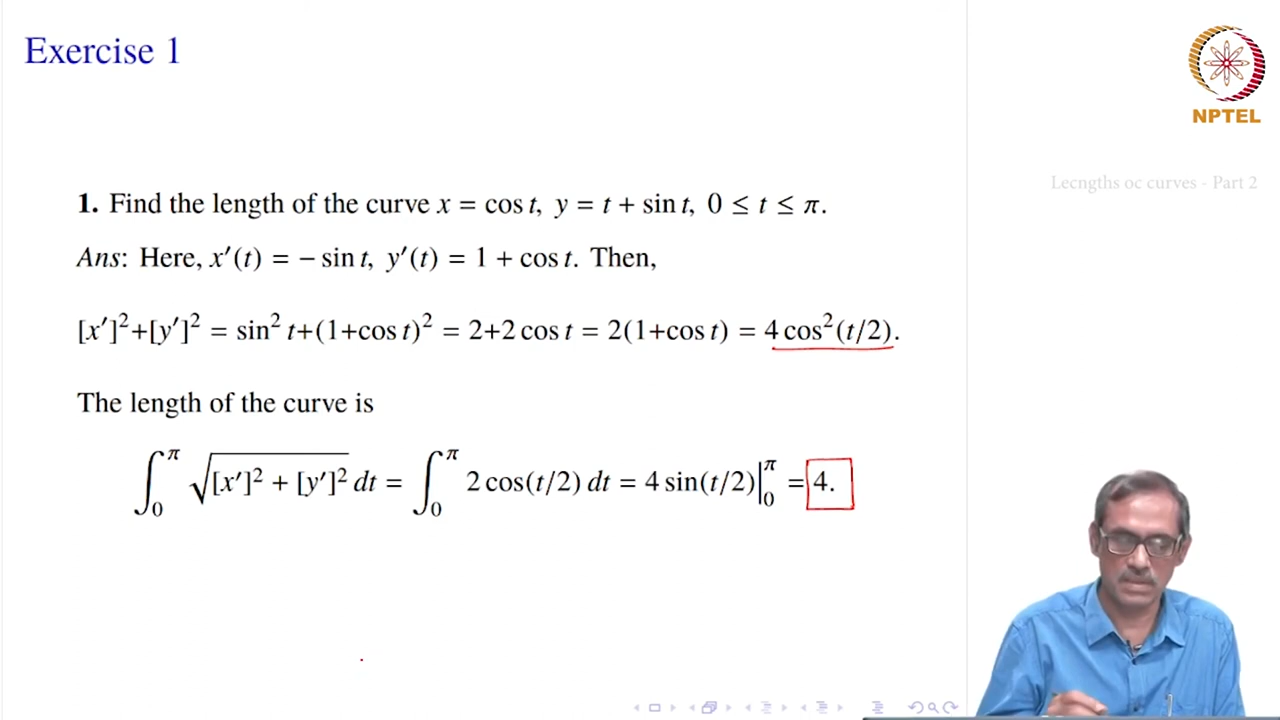 Exercise 1
NPTEL
Lecngths oc curves - Part 2
1. Find the length of the curve x = cos t, y = t + sin t, 0 ≤ t ≤ π.
Ans: Here, x′(t) = − sin t, y′(t) = 1 + cos t. Then,
[x′]²+[y′]² = sin² t+(1+cos t)² = 2+2 cos t = 2(1+cos t) = 4 cos²(t/2).
The length of the curve is
∫₀^π √([x′]² + [y′]²) dt = ∫₀^π 2 cos(t/2) dt = 4 sin(t/2)|₀^π = 4.